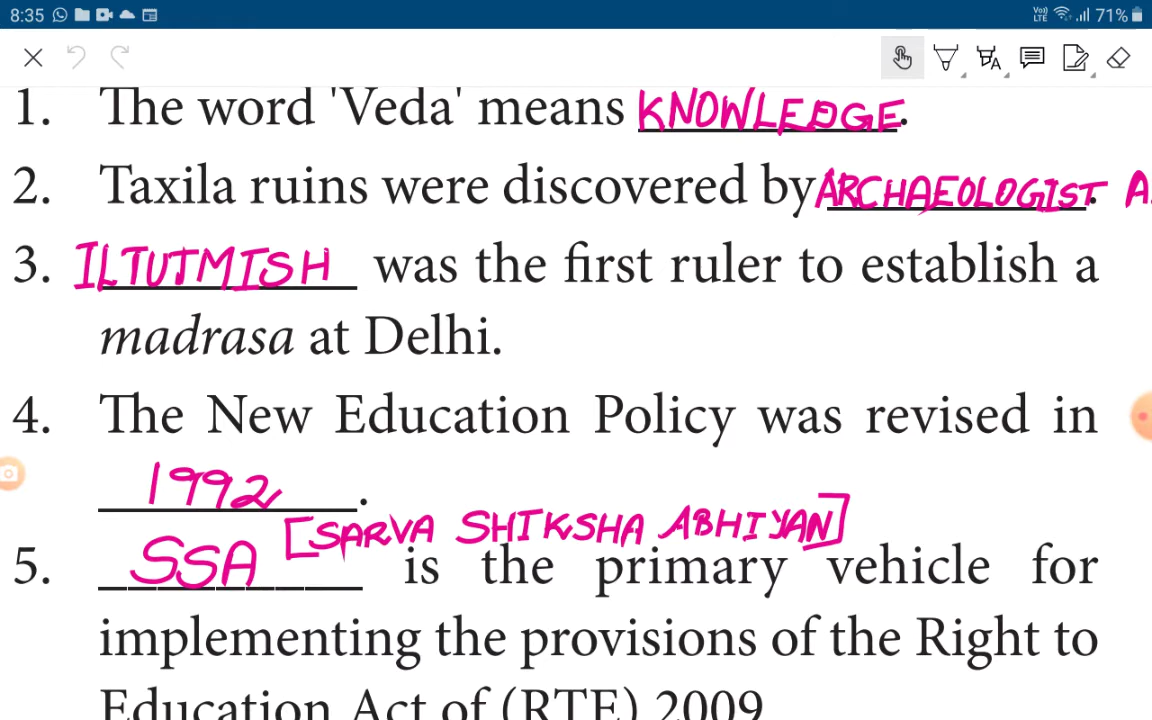 8:35 Vo) LTE 71%
1. The word 'Veda' means KNOWLEDGE.
2. Taxila ruins were discovered by ARCHAEOLOGIST. A.
3. ILTUTMISH was the first ruler to establish a
madrasa at Delhi.
4. The New Education Policy was revised in
1992.
[SARVA SHIKSHA ABHIYAN]
5. SSA is the primary vehicle for
implementing the provisions of the Right to
Education Act of (RTE) 2009